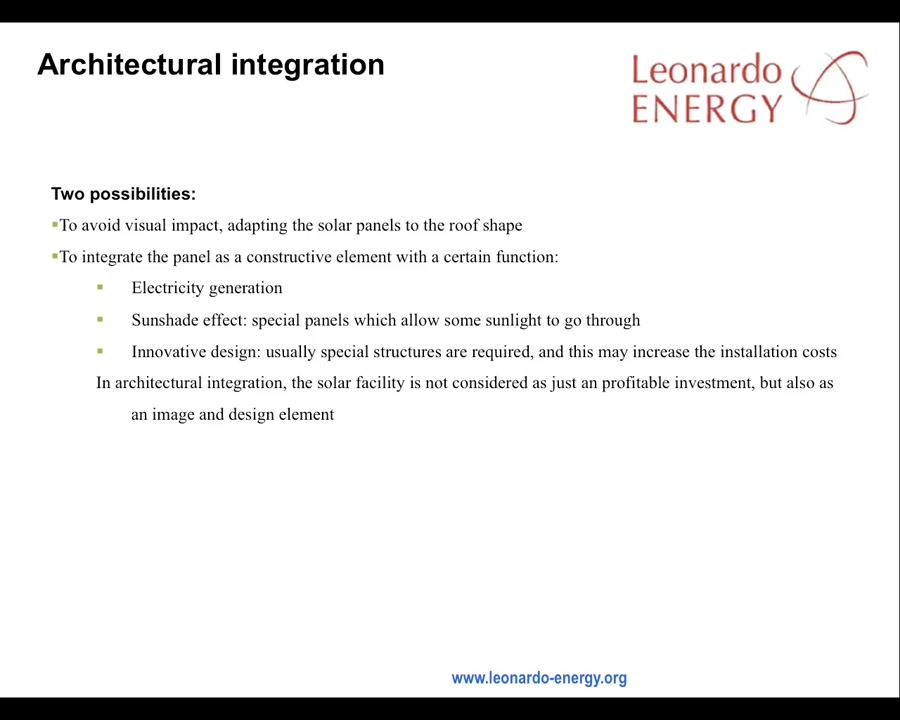 Architectural integration
Leonardo
ENERGY
Two possibilities:
▪To avoid visual impact, adapting the solar panels to the roof shape
▪To integrate the panel as a constructive element with a certain function:
▪ Electricity generation
▪ Sunshade effect: special panels which allow some sunlight to go through
▪ Innovative design: usually special structures are required, and this may increase the installation costs
In architectural integration, the solar facility is not considered as just an profitable investment, but also as
an image and design element
www.leonardo-energy.org